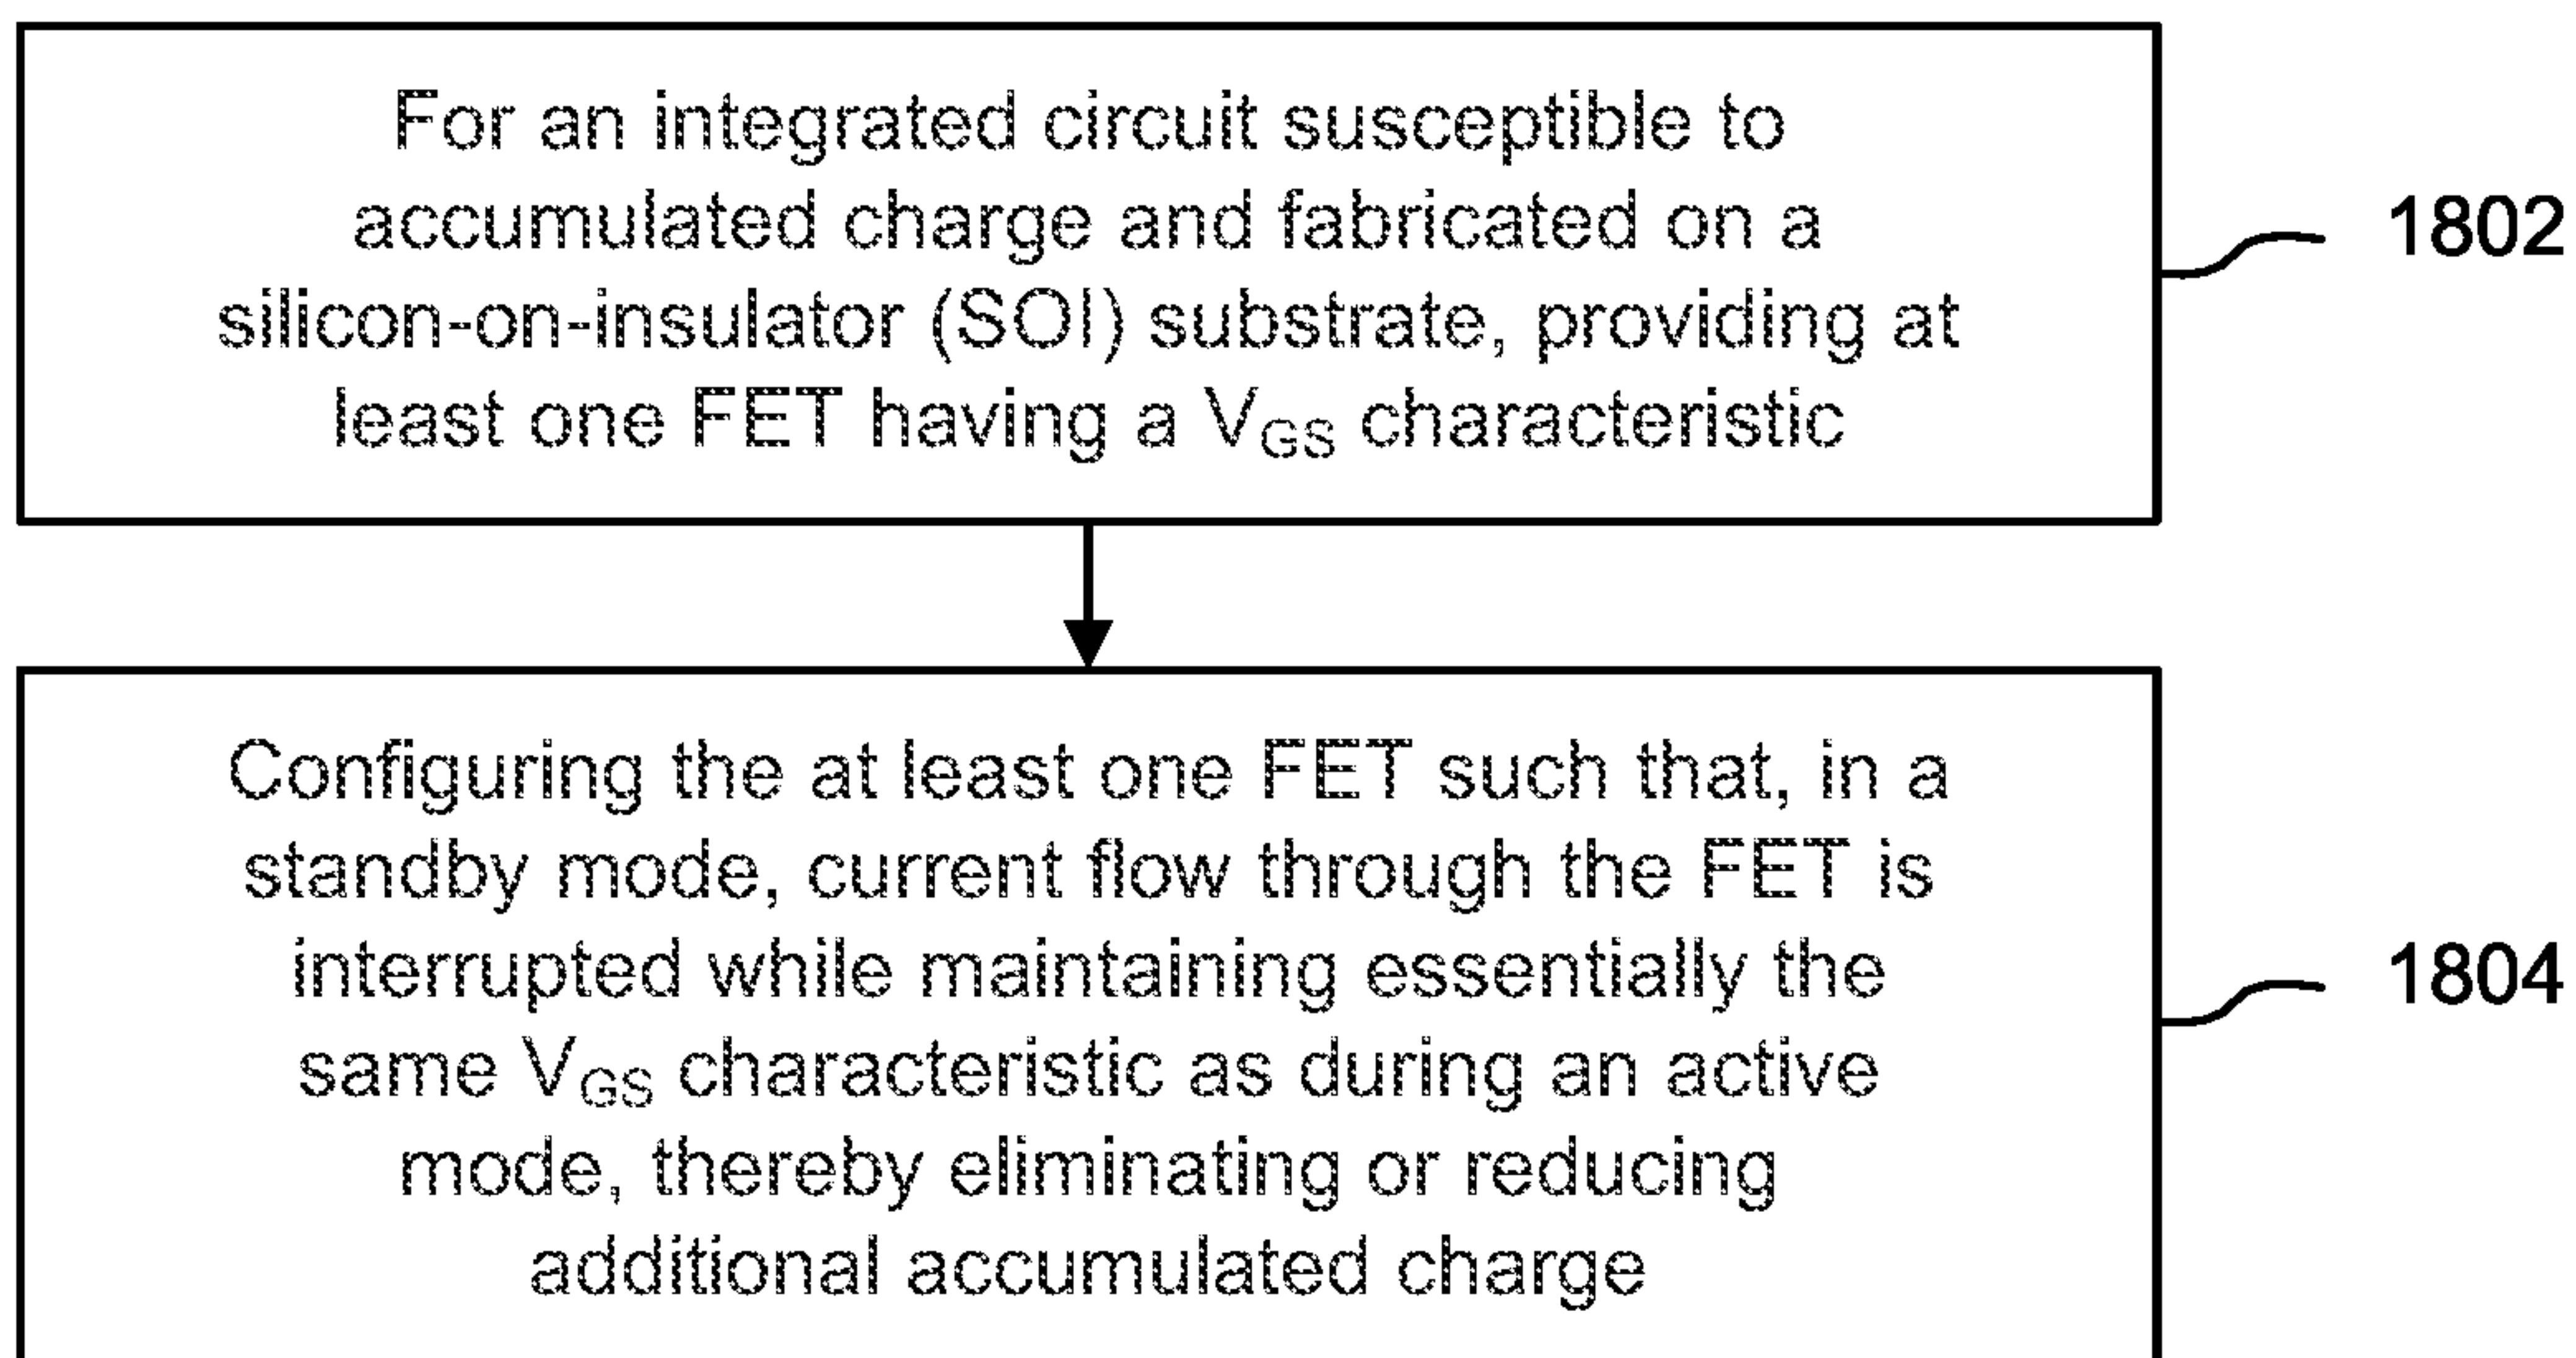 For an integrated circuit susceptible to
accumulated charge and fabricated on a
silicon-on-insulator (SOI) substrate, providing at
least one FET having a VGS characteristic
1802
Configuring the at least one FET such that, in a
standby mode, current flow through the FET is
interrupted while maintaining essentially the
same VGS characteristic as during an active
mode, thereby eliminating or reducing
additional accumulated charge
1804